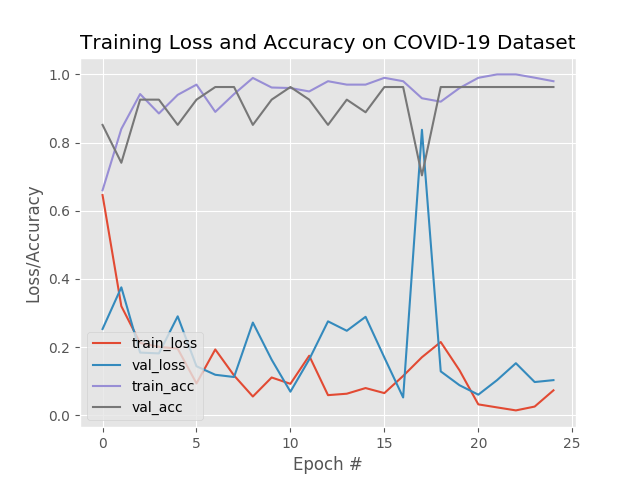 Training Loss and Accuracy on COVID-19 Dataset
1.0
0.8
0.6
0.4
0.2
0.0
Loss/Accuracy
train_loss
val_loss
train_acc
val_acc
0 5 10 15 20 25
Epoch #